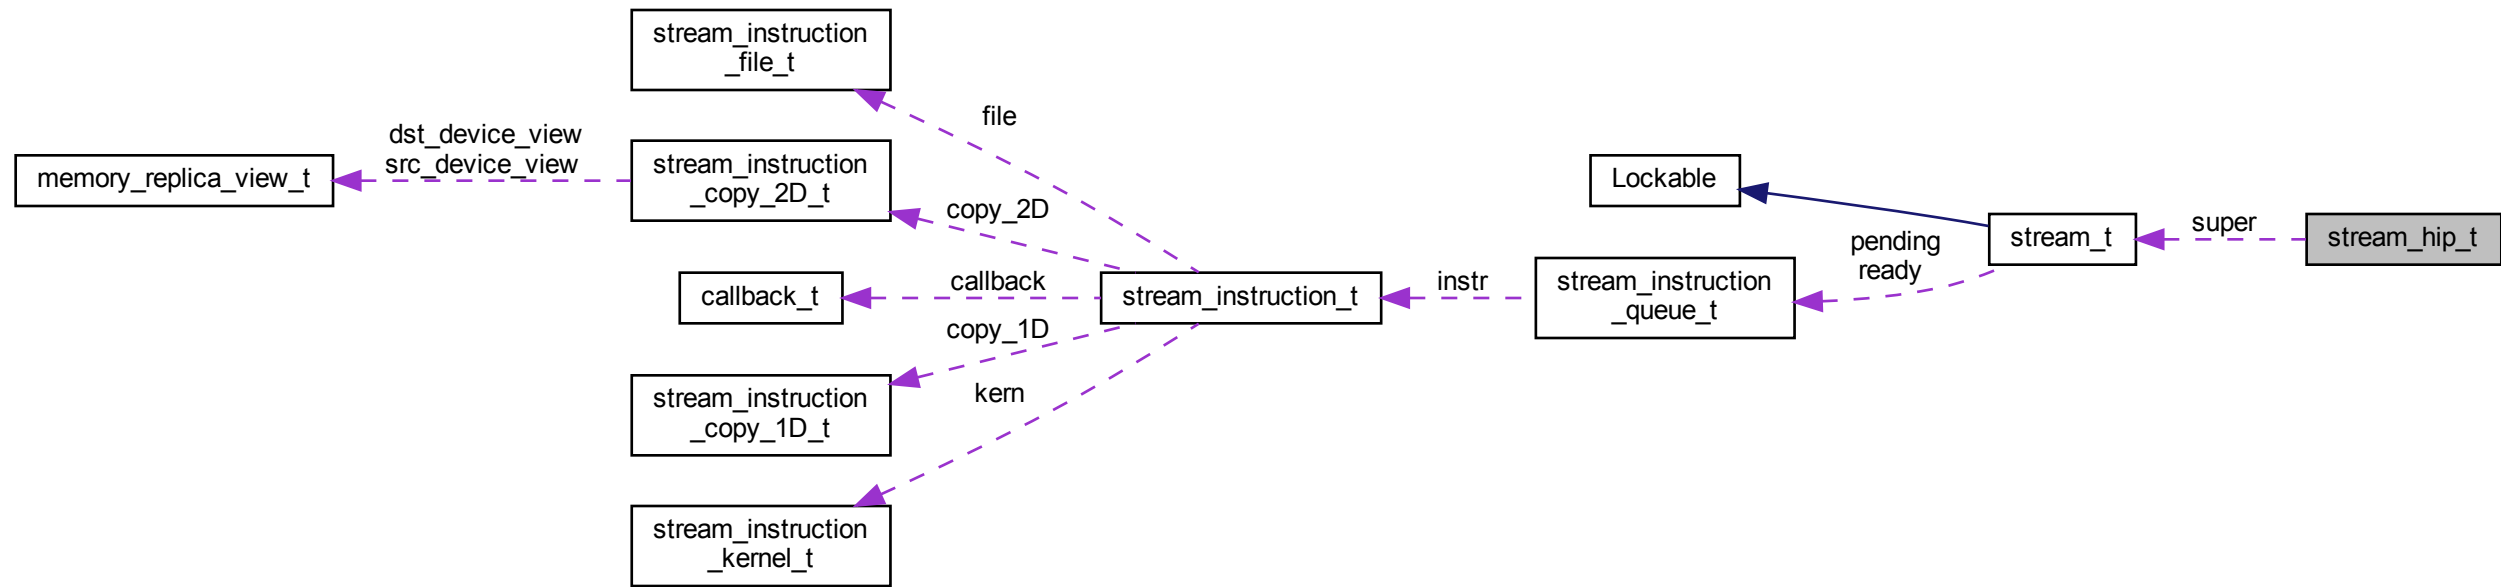 stream_instruction
_file_t
file
dst_device_view
src_device_view
memory_replica_view_t
stream_instruction
_copy_2D_t
copy_2D
Lockable
stream_t
super
stream_hip_t
pending
ready
callback_t
callback
stream_instruction_t
instr
stream_instruction
_queue_t
copy_1D
stream_instruction
_copy_1D_t
kern
stream_instruction
_kernel_t